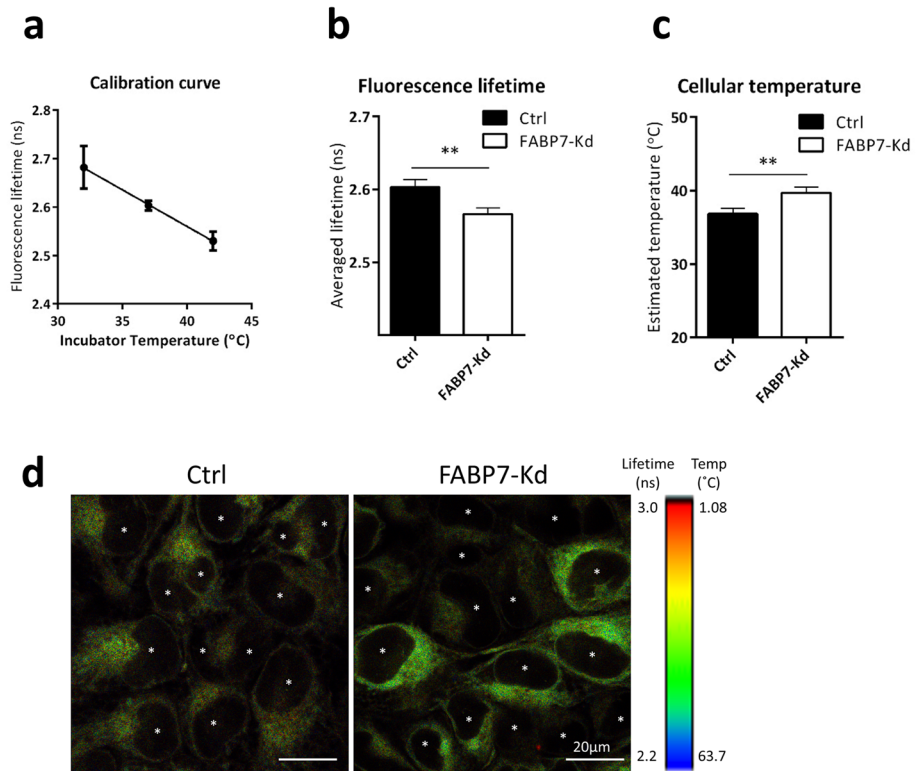 a
Calibration curve
Fluorescence lifetime (ns)
2.8
2.7
2.6
2.5
2.4
30
35
40
45
Incubator Temperature (°C)
b
Fluorescence lifetime
Averaged lifetime (ns)
2.7
2.6
2.5
Ctrl
FABP7-Kd
**
Ctrl
FABP7-Kd
c
Cellular temperature
Estimated temperature (°C)
50
40
30
20
Ctrl
FABP7-Kd
**
Ctrl
FABP7-Kd
d
Ctrl
FABP7-Kd
20µm
Lifetime
(ns)
3.0
2.2
Temp
(˚C)
1.08
63.7